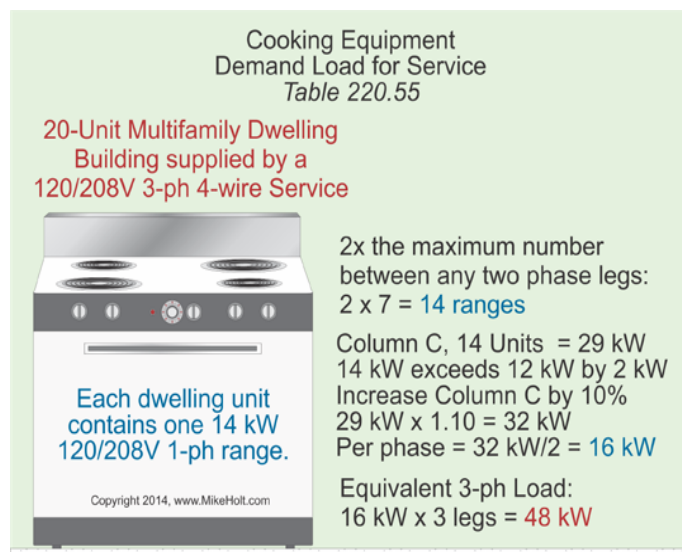 Cooking Equipment
Demand Load for Service
Table 220.55
20-Unit Multifamily Dwelling
Building supplied by a
120/208V 3-ph 4-wire Service
2x the maximum number
between any two phase legs:
2 x 7 = 14 ranges
Column C, 14 Units = 29 kW
14 kW exceeds 12 kW by 2 kW
Increase Column C by 10%
29 kW x 1.10 = 32 kW
Per phase = 32 kW/2 = 16 kW
Equivalent 3-ph Load:
16 kW x 3 legs = 48 kW
Each dwelling unit
contains one 14 kW
120/208V 1-ph range.
Copyright 2014, www.MikeHolt.com